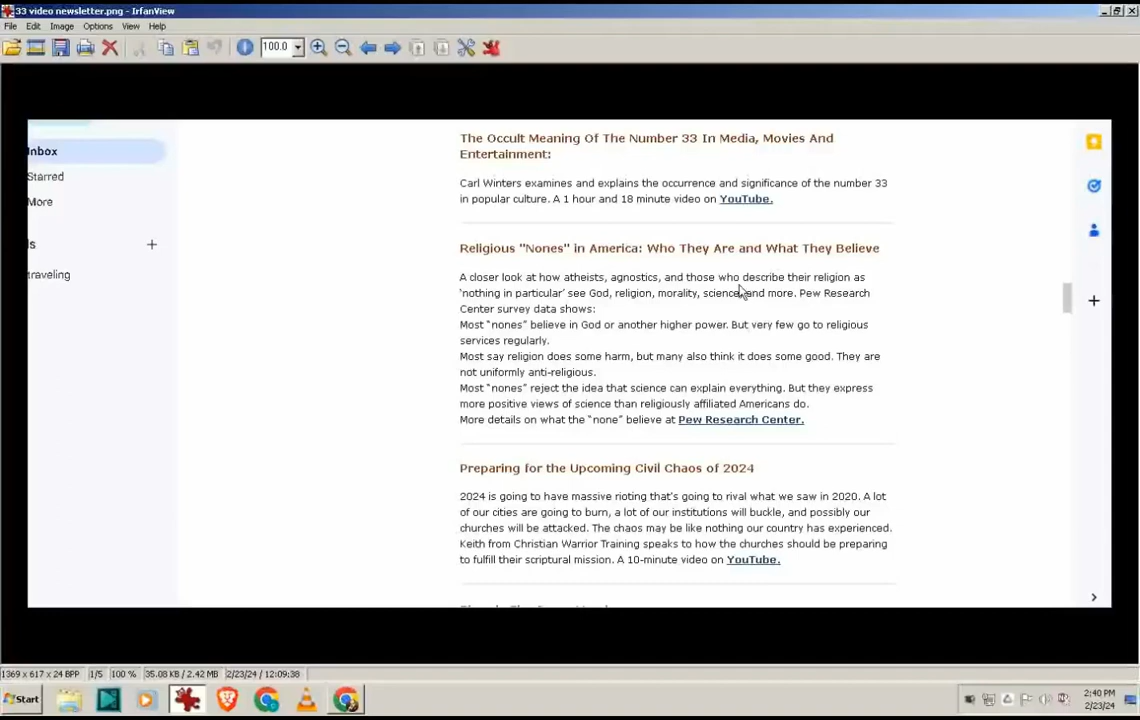 33 video newsletter.png - IrfanView
File Edit Image Options View Help
100.0
Inbox
Starred
More
ls
traveling
The Occult Meaning Of The Number 33 In Media, Movies And
Entertainment:
Carl Winters examines and explains the occurrence and significance of the number 33
in popular culture. A 1 hour and 18 minute video on YouTube.
Religious "Nones" in America: Who They Are and What They Believe
A closer look at how atheists, agnostics, and those who describe their religion as
‘nothing in particular’ see God, religion, morality, science and more. Pew Research
Center survey data shows:
Most “nones” believe in God or another higher power. But very few go to religious
services regularly.
Most say religion does some harm, but many also think it does some good. They are
not uniformly anti-religious.
Most “nones” reject the idea that science can explain everything. But they express
more positive views of science than religiously affiliated Americans do.
More details on what the “none” believe at Pew Research Center.
Preparing for the Upcoming Civil Chaos of 2024
2024 is going to have massive rioting that’s going to rival what we saw in 2020. A lot
of our cities are going to burn, a lot of our institutions will buckle, and possibly our
churches will be attacked. The chaos may be like nothing our country has experienced.
Keith from Christian Warrior Training speaks to how the churches should be preparing
to fulfill their scriptural mission. A 10-minute video on YouTube.
1369 x 617 x 24 BPP 1/5 100 % 35.08 KB / 2.42 MB 2/23/24 / 12:09:38
Start
2:40 PM
2/23/24